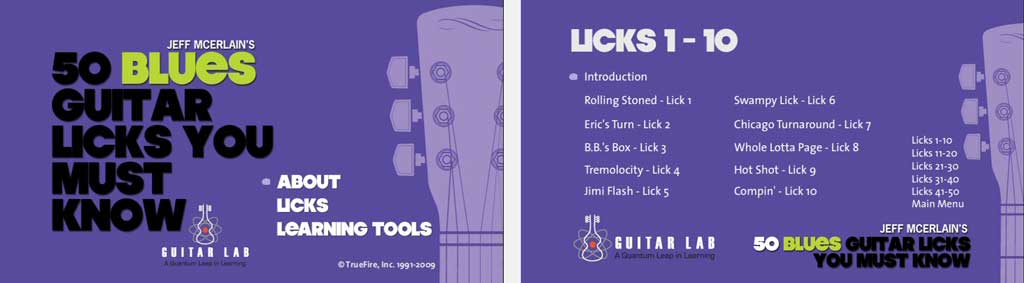 JEFF MCERLAIN'S
50 BLUES
GUITAR
LICKS YOU
MUST
KNOW
ABOUT
LICKS
LEARNING TOOLS
GUITAR LAB
A Quantum Leap in Learning
©TrueFire, Inc. 1991-2009
LICKS 1 - 10
Introduction
Rolling Stoned - Lick 1
Eric's Turn - Lick 2
B.B.'s Box - Lick 3
Tremolocity - Lick 4
Jimi Flash - Lick 5
Swampy Lick - Lick 6
Chicago Turnaround - Lick 7
Whole Lotta Page - Lick 8
Hot Shot - Lick 9
Compin' - Lick 10
Licks 1-10
Licks 11-20
Licks 21-30
Licks 31-40
Licks 41-50
Main Menu
GUITAR LAB
A Quantum Leap in Learning
JEFF MCERLAIN'S
50 BLUES GUITAR LICKS
YOU MUST KNOW